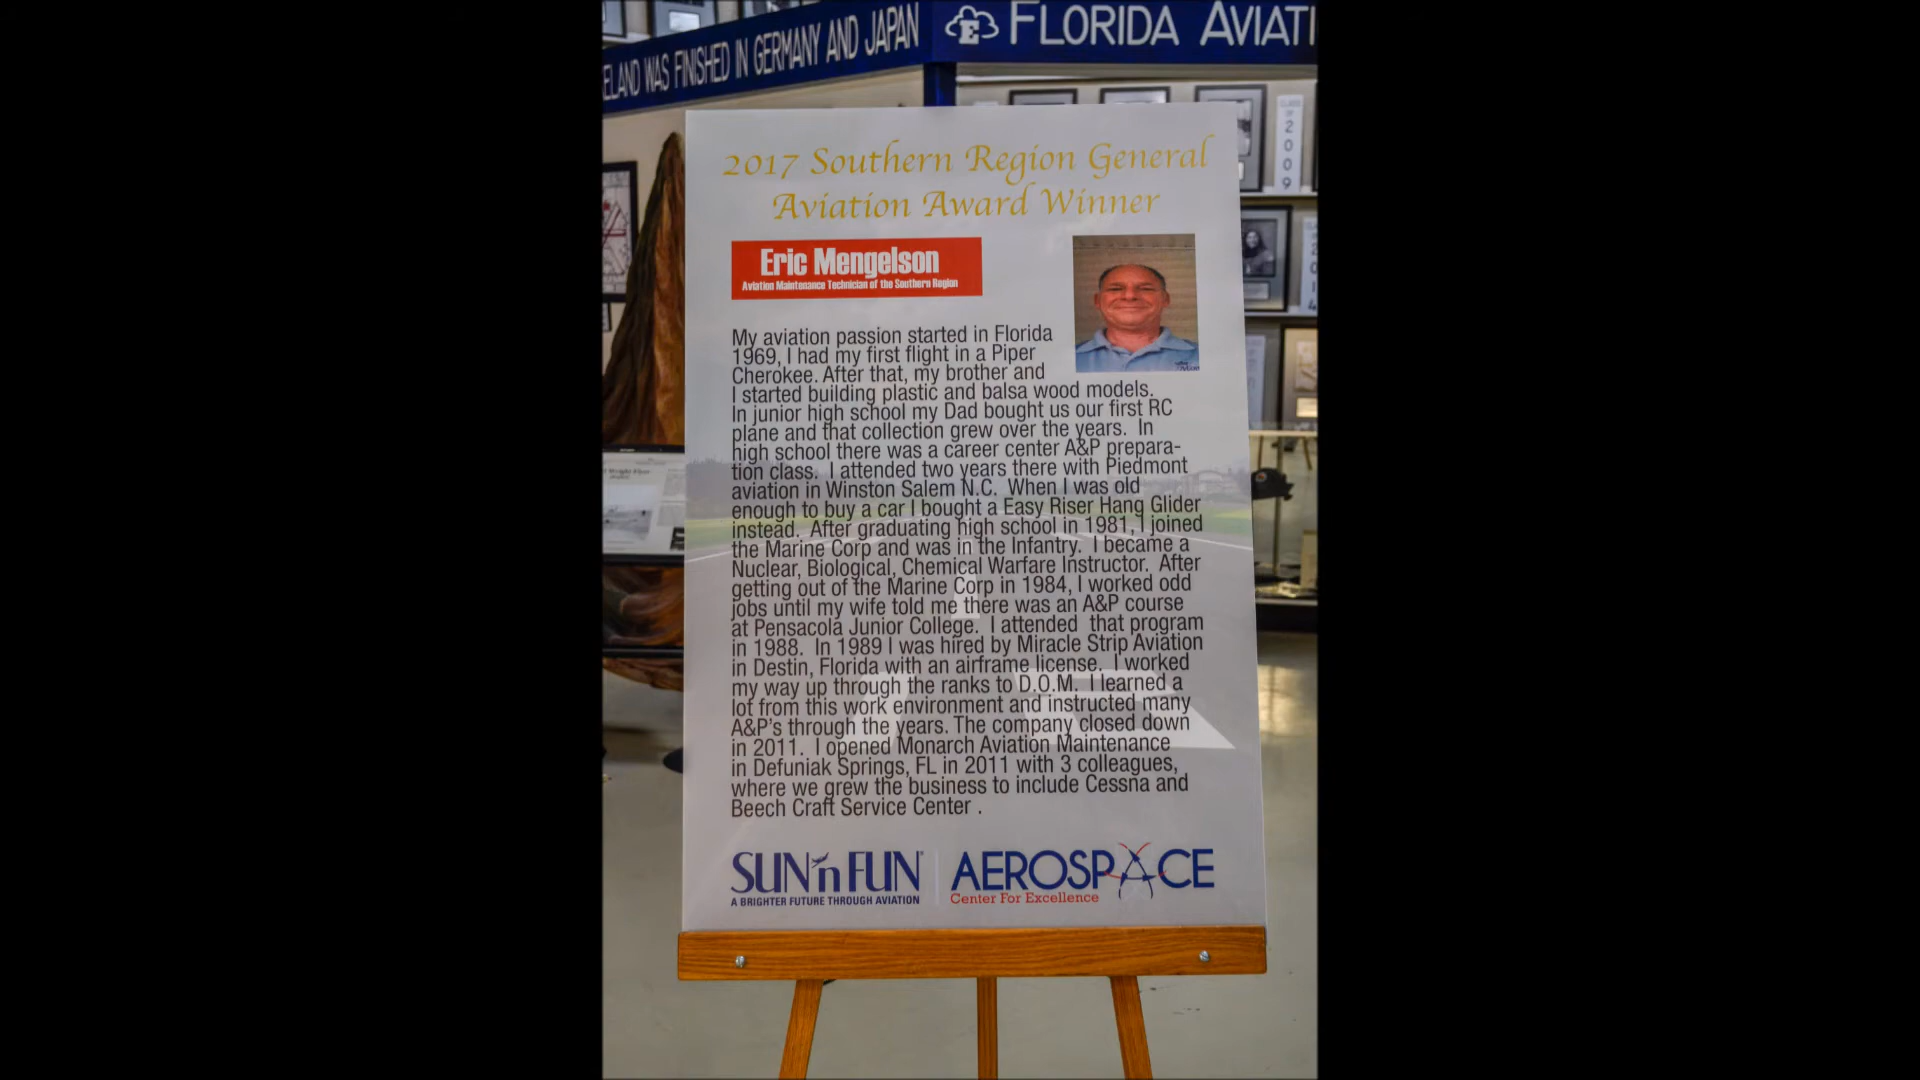 ELAND WAS FINISHED IN GERMANY AND JAPAN
E FLORIDA AVIATI
CLASS
OF
2009
2017 Southern Region General
Aviation Award Winner
Eric Mengelson
Aviation Maintenance Technician of the Southern Region
My aviation passion started in Florida
1969, I had my first flight in a Piper
Cherokee. After that, my brother and
I started building plastic and balsa wood models.
In junior high school my Dad bought us our first RC
plane and that collection grew over the years. In
high school there was a career center A&P prepara-
tion class. I attended two years there with Piedmont
aviation in Winston Salem N.C. When I was old
enough to buy a car I bought a Easy Riser Hang Glider
instead. After graduating high school in 1981, I joined
the Marine Corp and was in the Infantry. I became a
Nuclear, Biological, Chemical Warfare Instructor. After
getting out of the Marine Corp in 1984, I worked odd
jobs until my wife told me there was an A&P course
at Pensacola Junior College. I attended that program
in 1988. In 1989 I was hired by Miracle Strip Aviation
in Destin, Florida with an airframe license. I worked
my way up through the ranks to D.O.M. I learned a
lot from this work environment and instructed many
A&P's through the years. The company closed down
in 2011. I opened Monarch Aviation Maintenance
in Defuniak Springs, FL in 2011 with 3 colleagues,
where we grew the business to include Cessna and
Beech Craft Service Center .
SUN 'n FUN
A BRIGHTER FUTURE THROUGH AVIATION
AEROSPACE
Center For Excellence